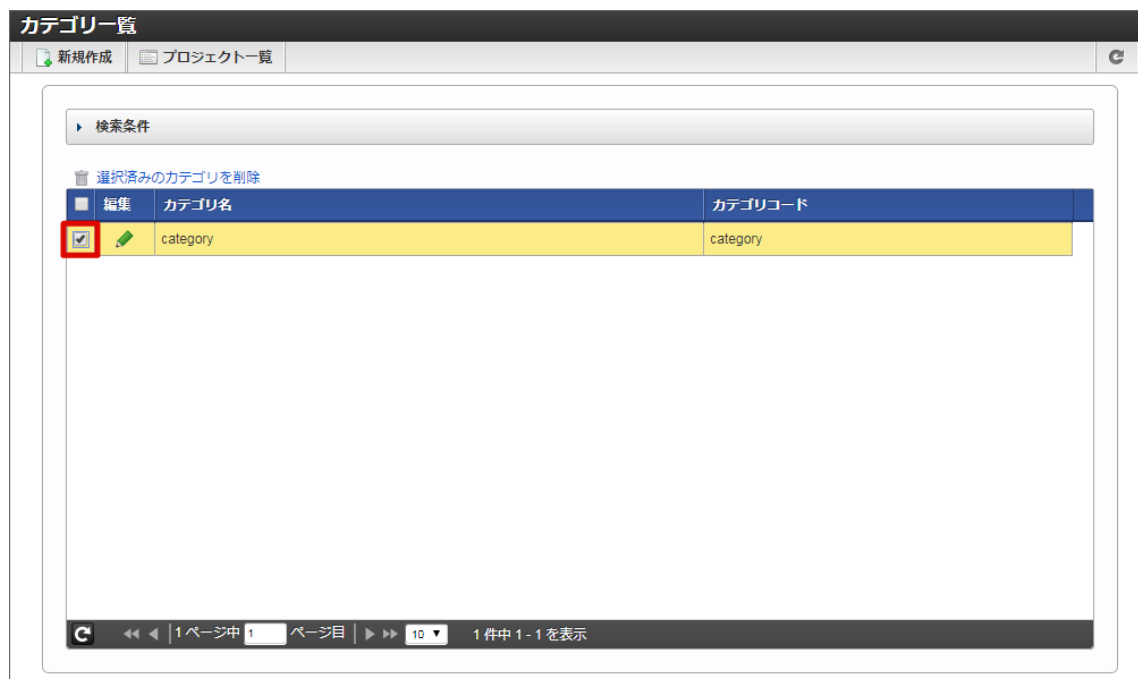 カテゴリ一覧
新規作成 プロジェクト一覧
検索条件
選択済みのカテゴリを削除
編集 カテゴリ名 カテゴリコード
category category
1 ページ中 1 ページ目 10 1 件中 1 - 1 を表示